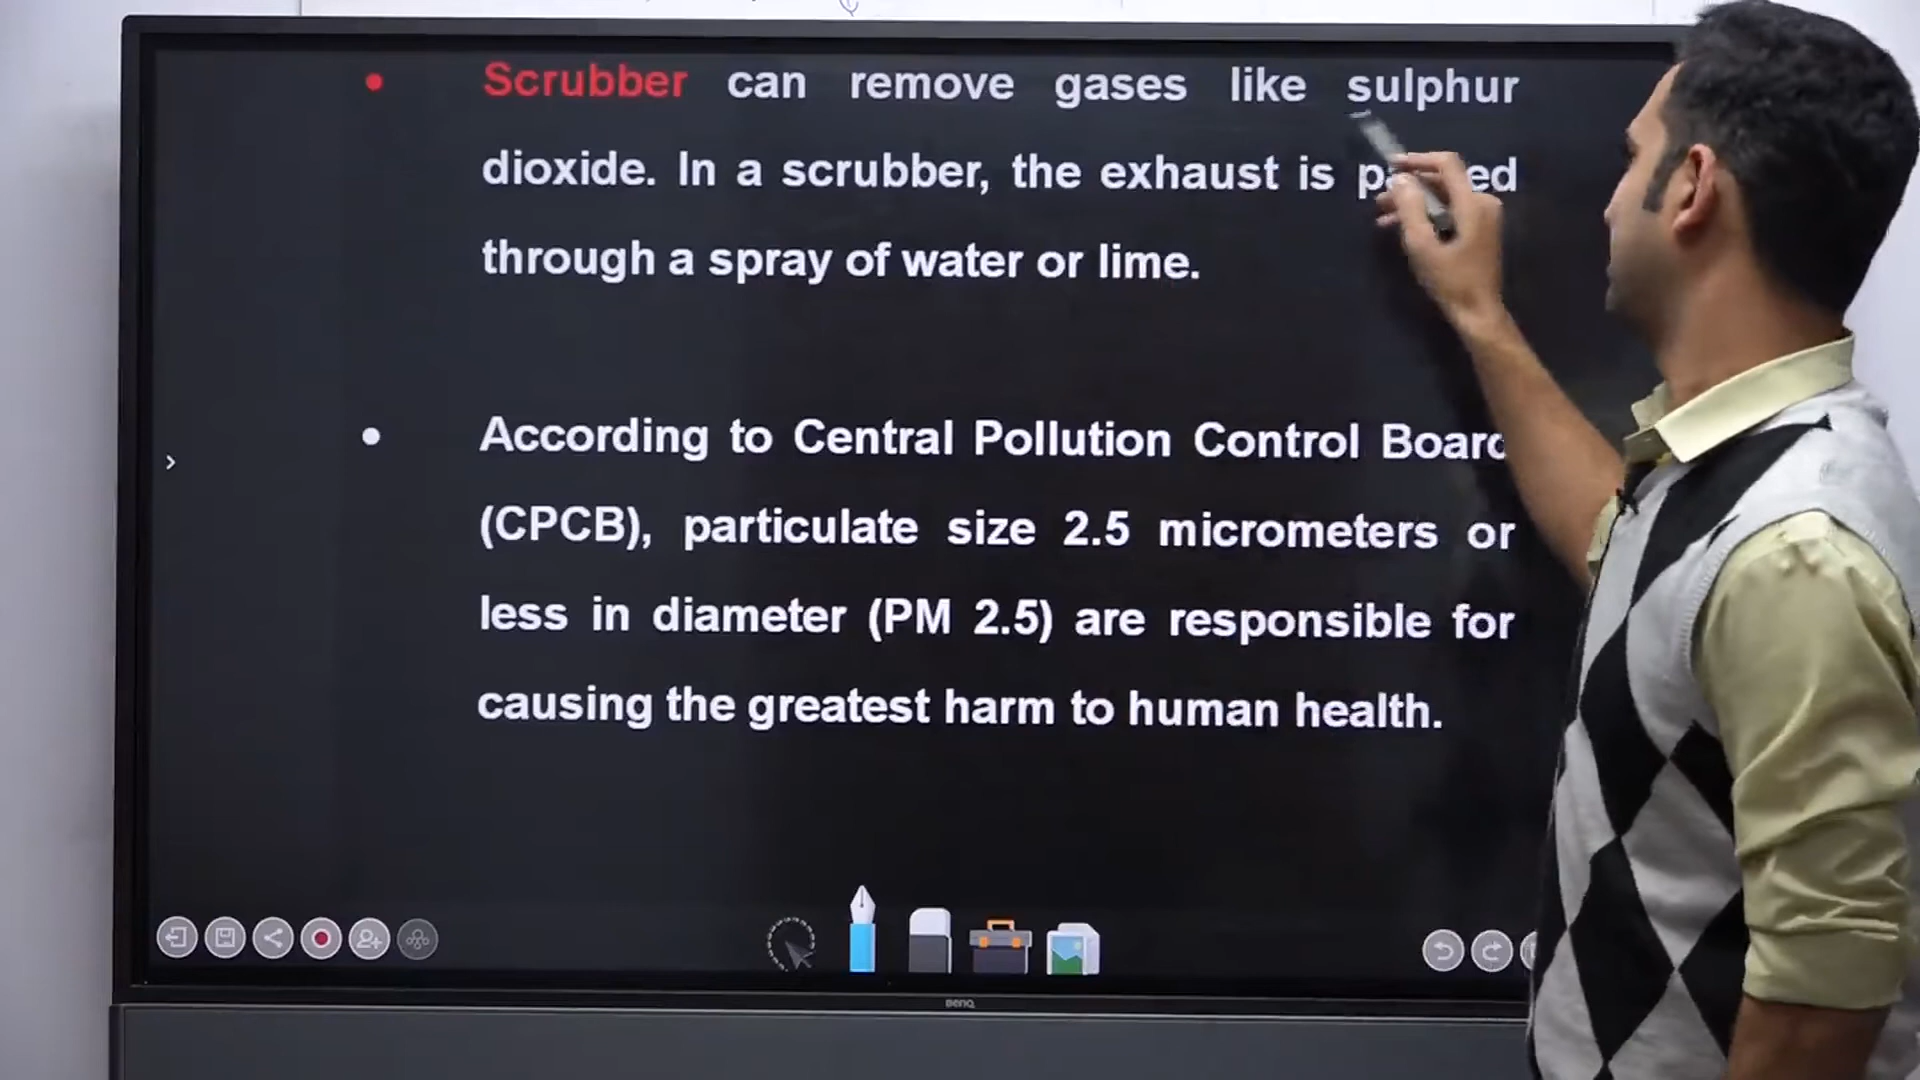 • Scrubber can remove gases like sulphur
dioxide. In a scrubber, the exhaust is
through a spray of water or lime.
• According to Central Pollution Control Board
(CPCB), particulate size 2.5 micrometers or
less in diameter (PM 2.5) are responsible for
causing the greatest harm to human health.
BenQ